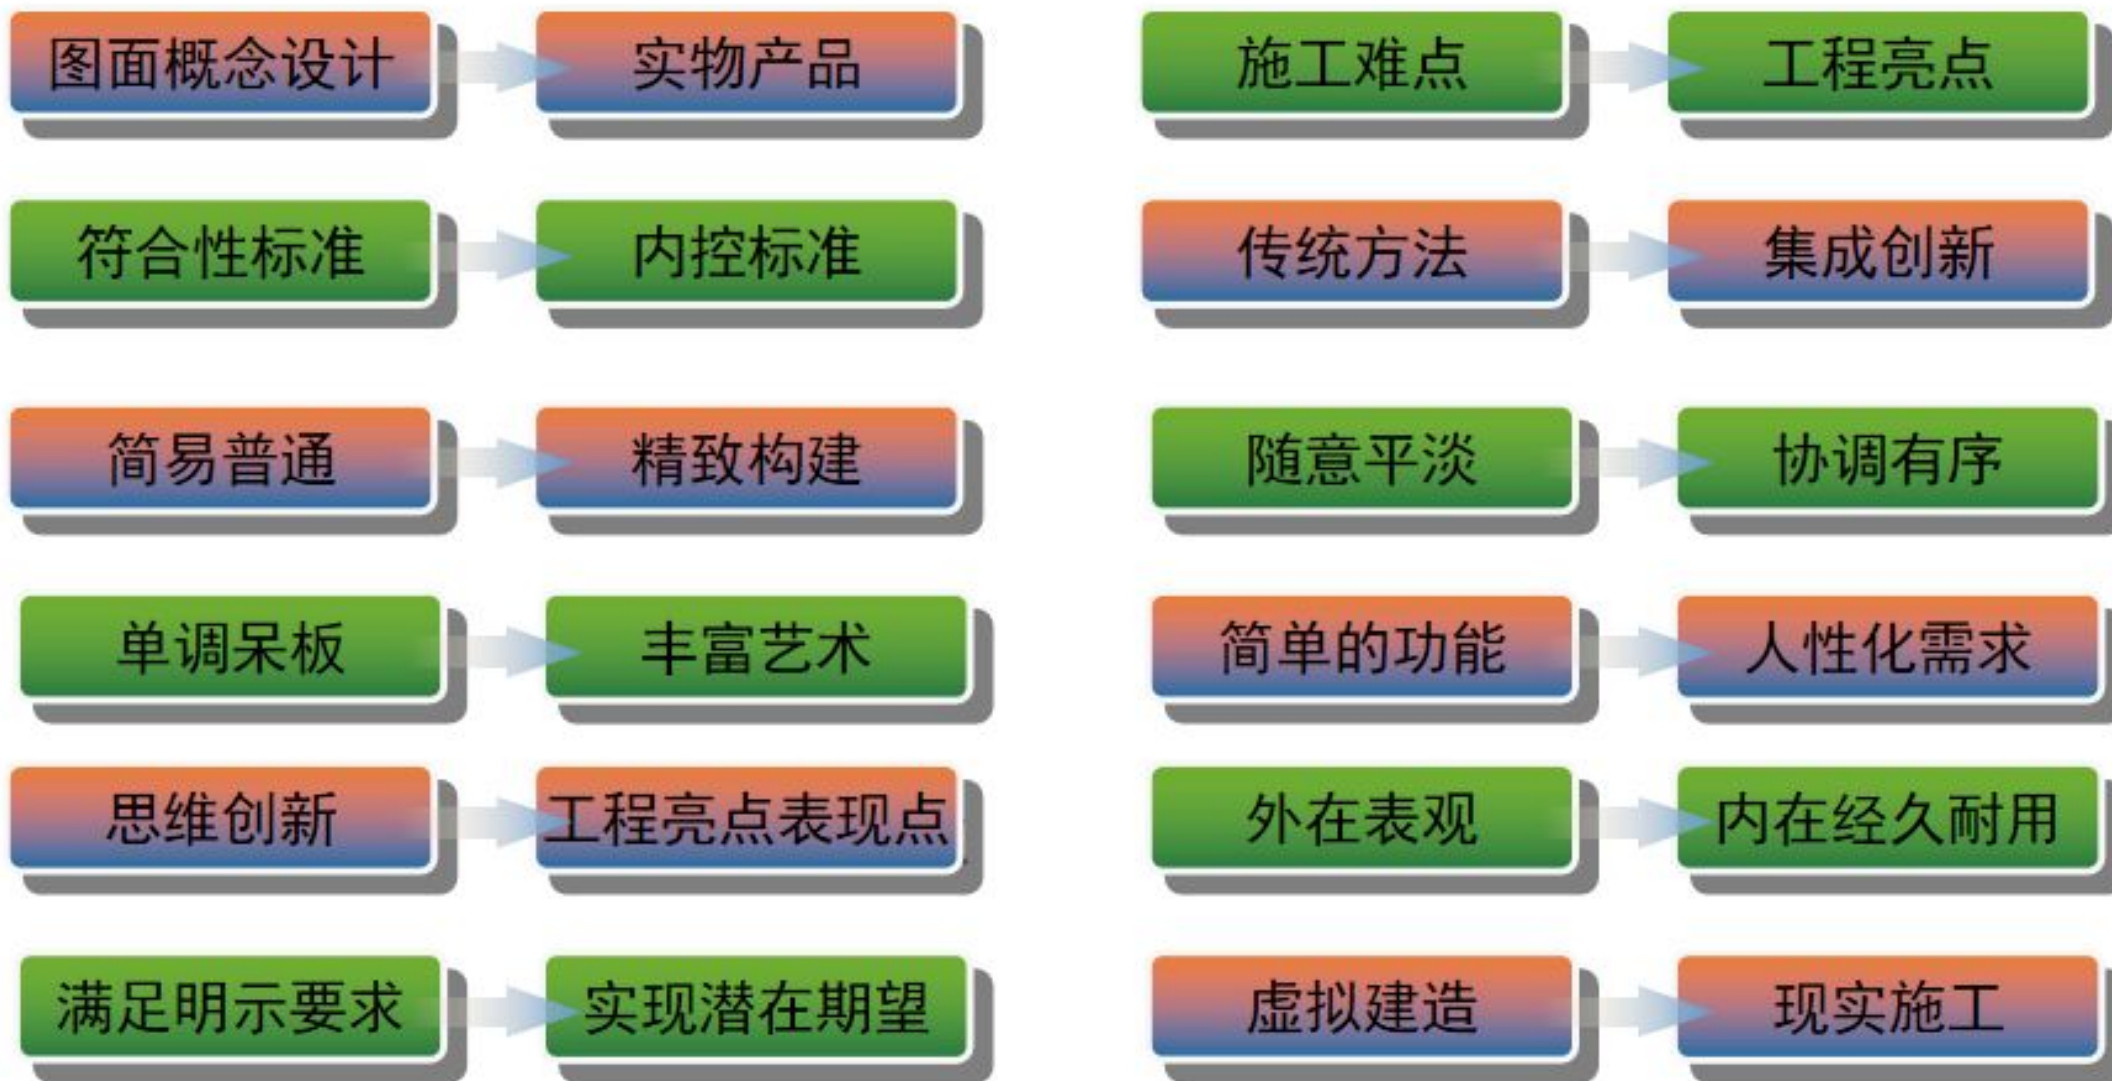 图面概念设计 实物产品 施工难点 工程亮点
符合性标准 内控标准 传统方法 集成创新
简易普通 精致构建 随意平淡 协调有序
单调呆板 丰富艺术 简单的功能 人性化需求
思维创新 工程亮点表现点 外在表观 内在经久耐用
满足明示要求 实现潜在期望 虚拟建造 现实施工